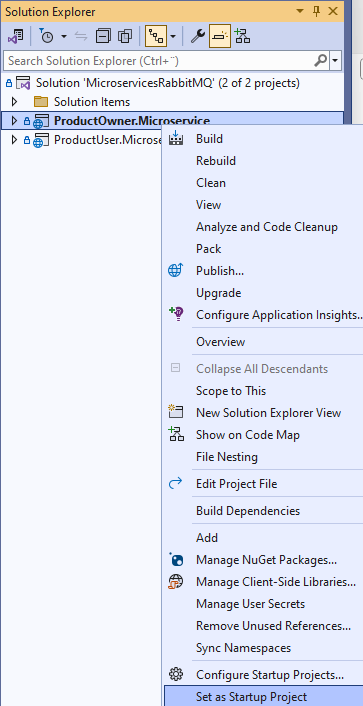 Solution Explorer
Search Solution Explorer (Ctrl+¨)
Solution 'MicroservicesRabbitMQ' (2 of 2 projects)
Solution Items
ProductOwner.Microservice
ProductUser.Microse
Build
Rebuild
Clean
View
Analyze and Code Cleanup
Pack
Publish...
Upgrade
Configure Application Insights...
Overview
Collapse All Descendants
Scope to This
New Solution Explorer View
Show on Code Map
File Nesting
Edit Project File
Build Dependencies
Add
Manage NuGet Packages...
Manage Client-Side Libraries...
Manage User Secrets
Remove Unused References...
Sync Namespaces
Configure Startup Projects...
Set as Startup Project